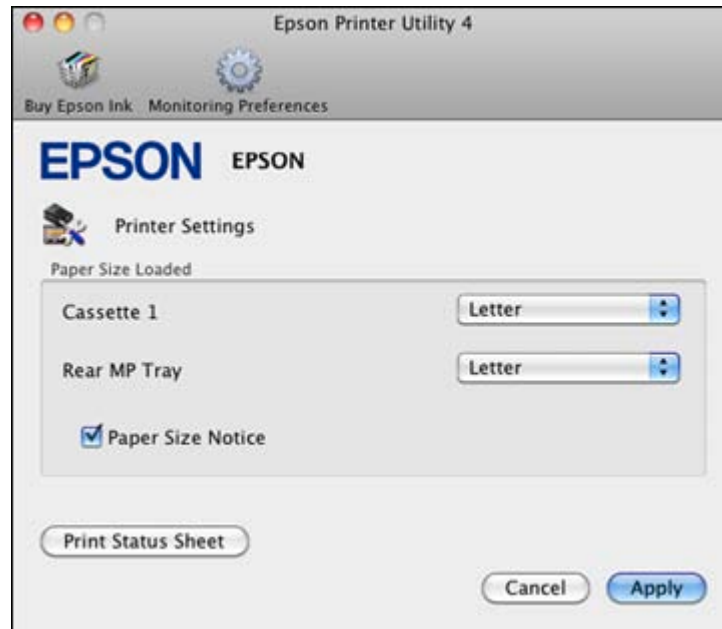 Epson Printer Utility 4
Buy Epson Ink Monitoring Preferences
EPSON EPSON
Printer Settings
Paper Size Loaded
Cassette 1 Letter
Rear MP Tray Letter
Paper Size Notice
Print Status Sheet
Cancel Apply